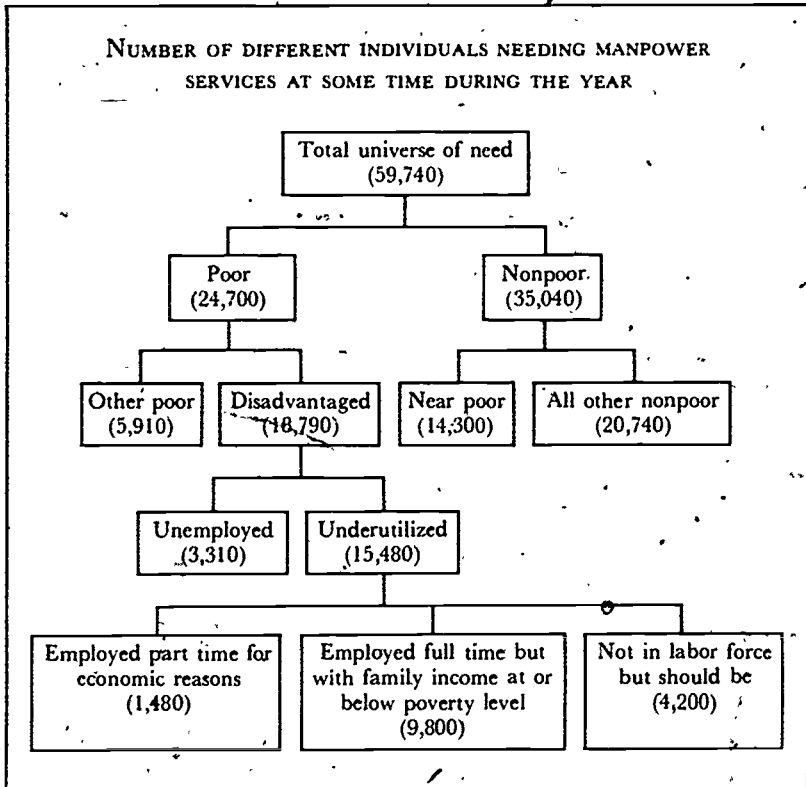 NUMBER OF DIFFERENT INDIVIDUALS NEEDING MANPOWER
SERVICES AT SOME TIME DURING THE YEAR
Total universe of need
(59,740)
Poor
(24,700)
Nonpoor
(35,040)
Other poor
(5,910)
Disadvantaged
(18,790)
Near poor
(14,300)
All other nonpoor
(20,740)
Unemployed
(3,310)
Underutilized
(15,480)
Employed part time for
economic reasons
(1,480)
Employed full time but
with family income at or
below poverty level
(9,800)
Not in labor force
but should be
(4,200)